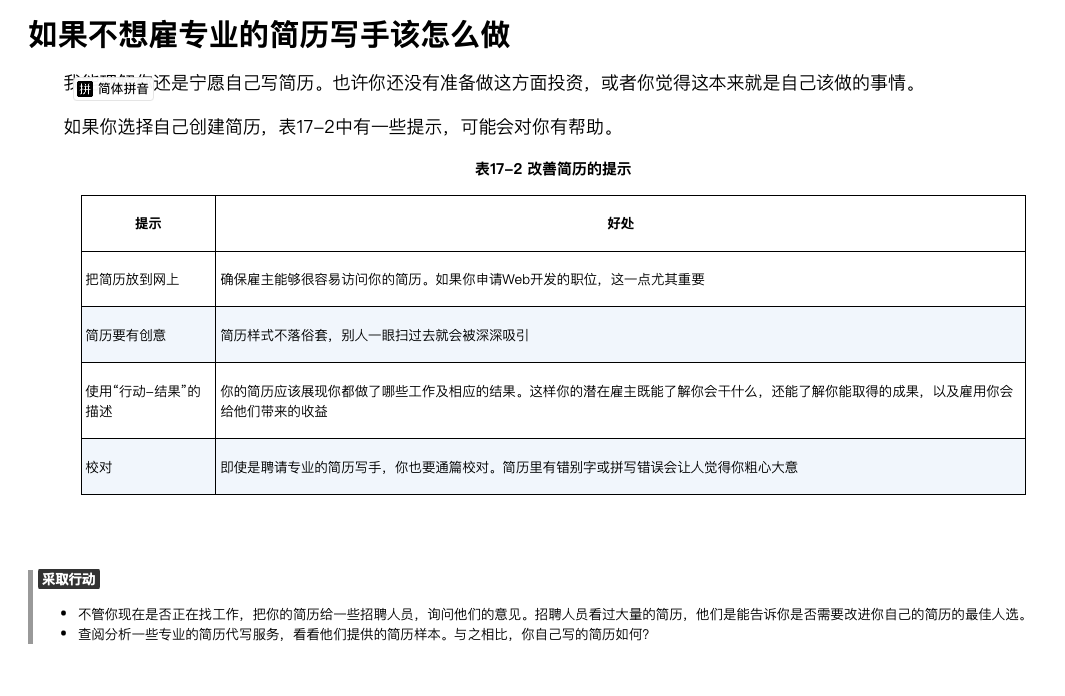 如果不想雇专业的简历写手该怎么做
我能理解你还是宁愿自己写简历。也许你还没有准备做这方面投资，或者你觉得这本来就是自己该做的事情。
拼 简体拼音
如果你选择自己创建简历，表17-2中有一些提示，可能会对你有帮助。
表17-2 改善简历的提示
提示 好处
把简历放到网上 确保雇主能够很容易访问你的简历。如果你申请Web开发的职位，这一点尤其重要
简历要有创意 简历样式不落俗套，别人一眼扫过去就会被深深吸引
使用“行动-结果”的 你的简历应该展现你都做了哪些工作及相应的结果。这样你的潜在雇主既能了解你会干什么，还能了解你能取得的成果，以及雇用你会
描述 给他们带来的收益
校对 即使是聘请专业的简历写手，你也要通篇校对。简历里有错别字或拼写错误会让人觉得你粗心大意
采取行动
• 不管你现在是否正在找工作，把你的简历给一些招聘人员，询问他们的意见。招聘人员看过大量的简历，他们是能告诉你是否需要改进你自己的简历的最佳人选。
• 查阅分析一些专业的简历代写服务，看看他们提供的简历样本。与之相比，你自己写的简历如何？